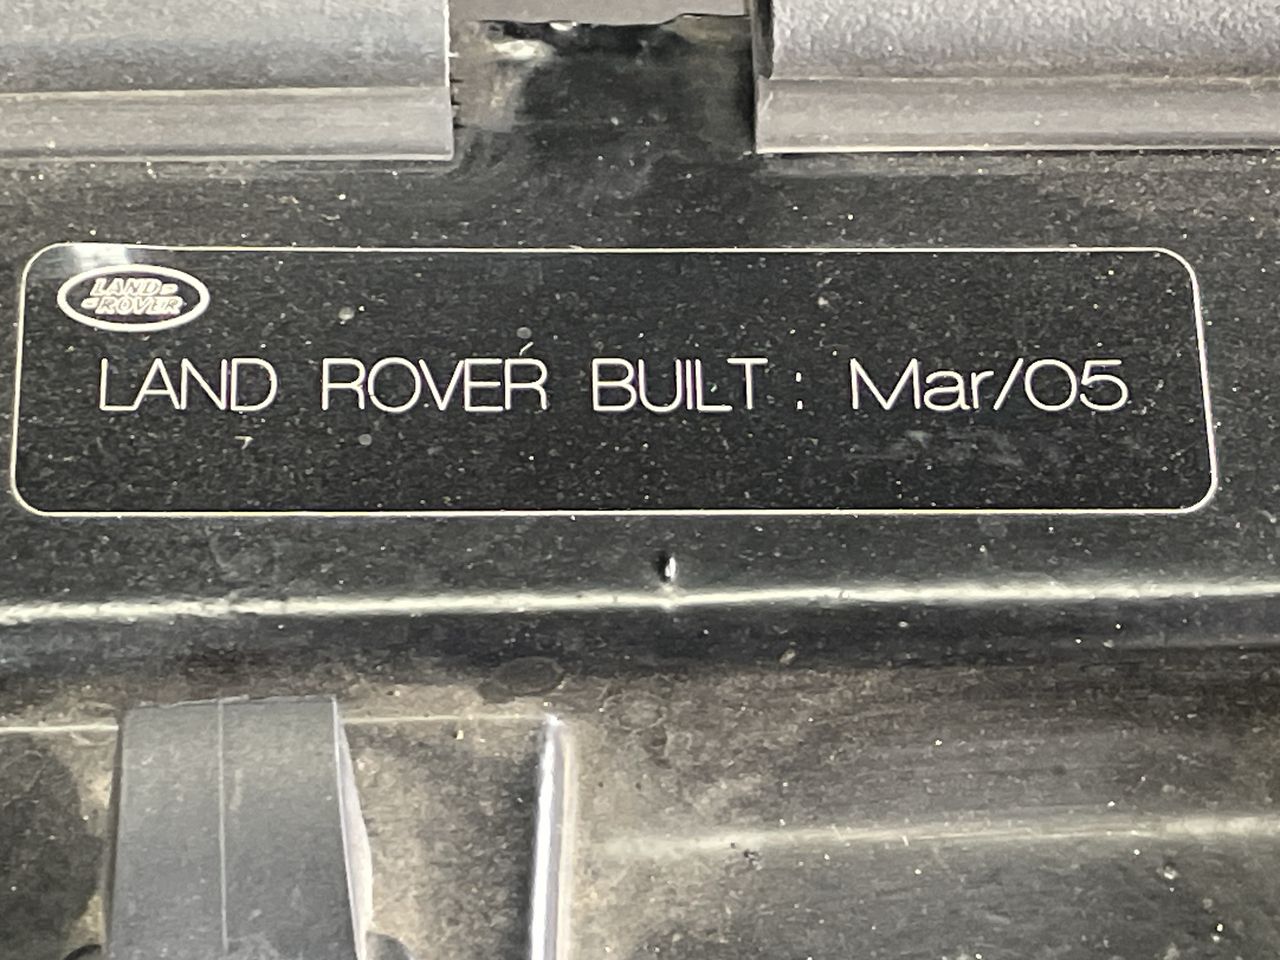 LAND-
-ROVER
LAND ROVER BUILT : Mar/05